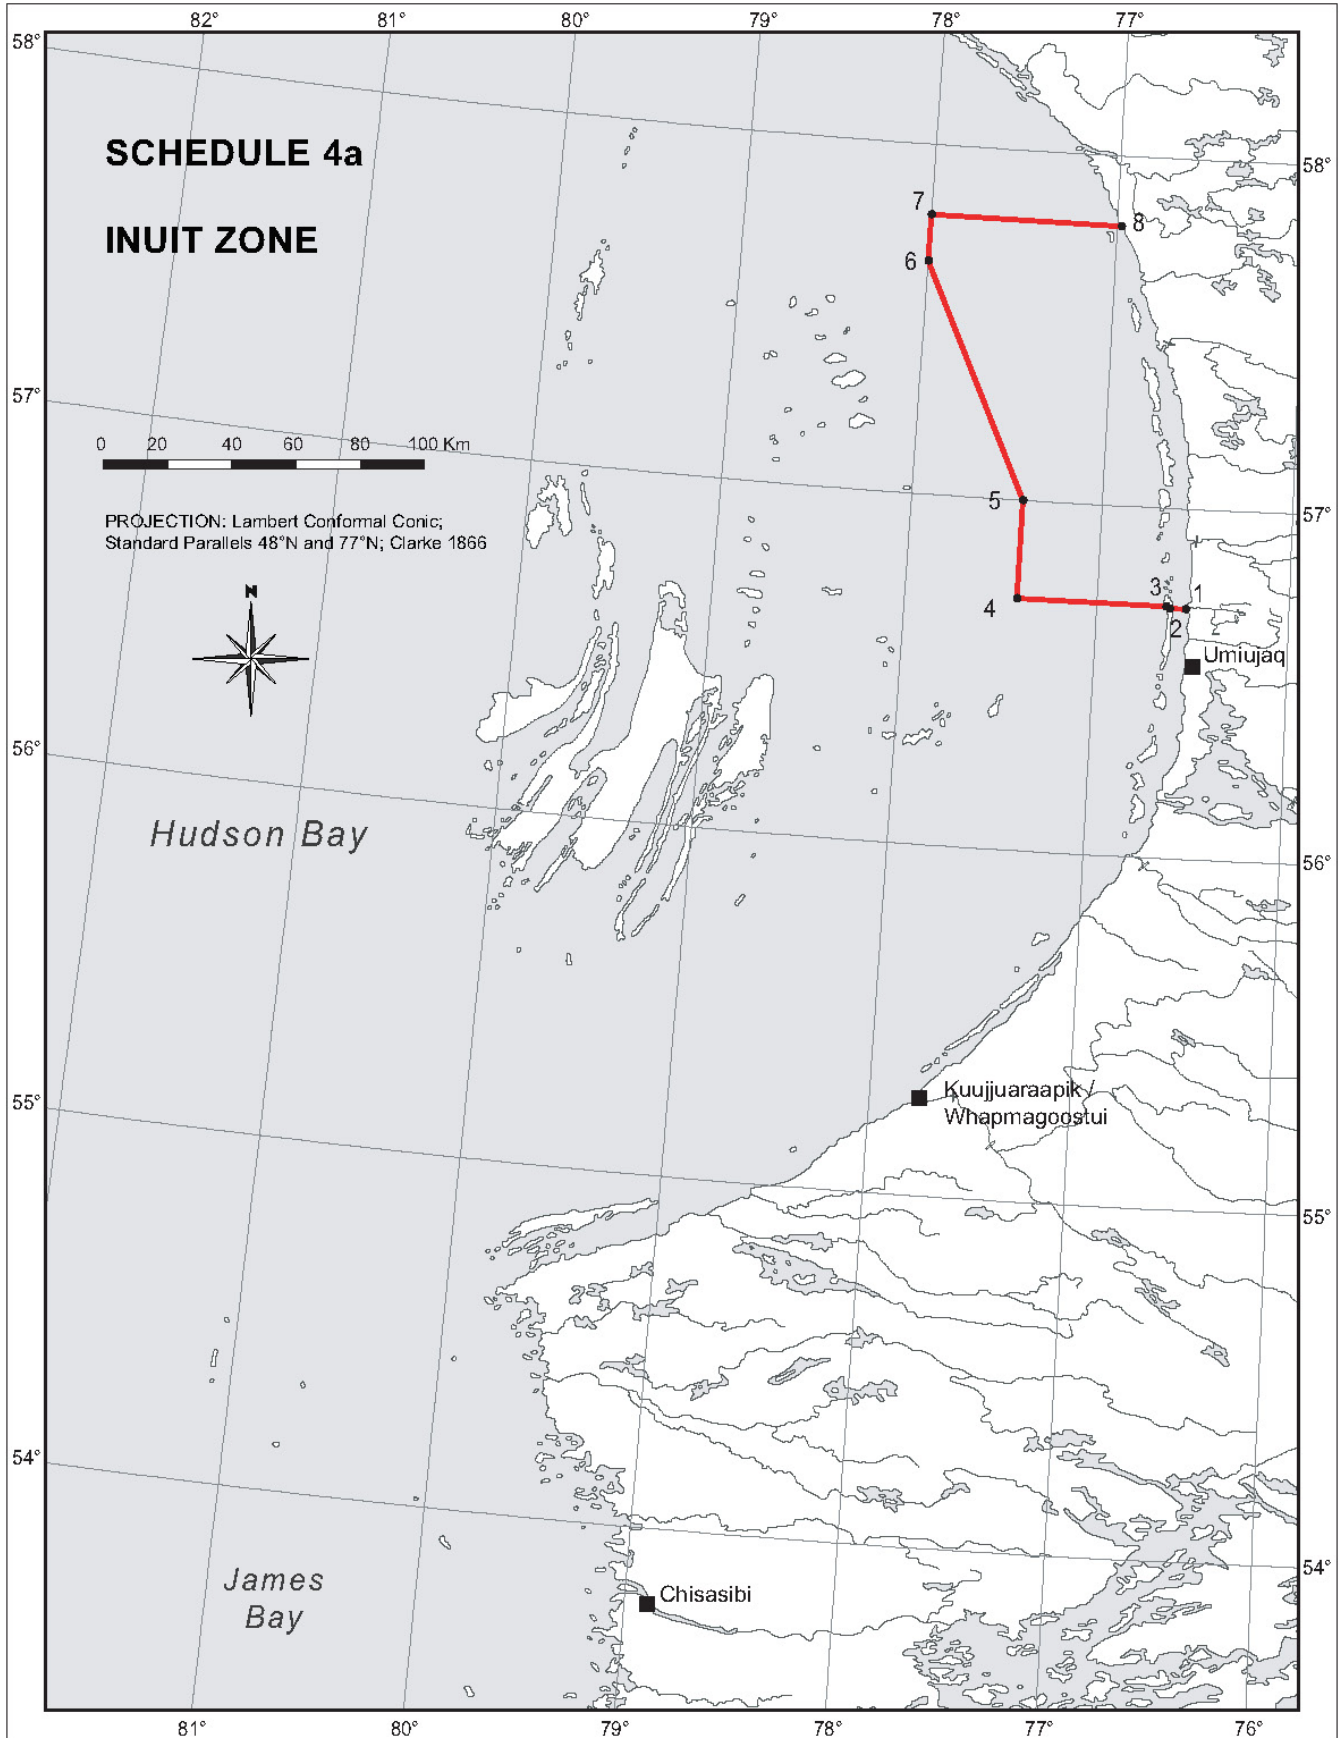 82° 81° 80° 79° 78° 77°
58°
SCHEDULE 4a
58°
7
8
INUIT ZONE
6
57°
0 20 40 60 80 100 Km
5
57°
PROJECTION: Lambert Conformal Conic;
Standard Parallels 48°N and 77°N; Clarke 1866
N
3 1
4
2
Umiujaq
56°
Hudson Bay
56°
Kuujjuaraapik /
Whapmagoostui
55°
55°
54°
54°
James
Bay
Chisasibi
81° 80° 79° 78° 77° 76°